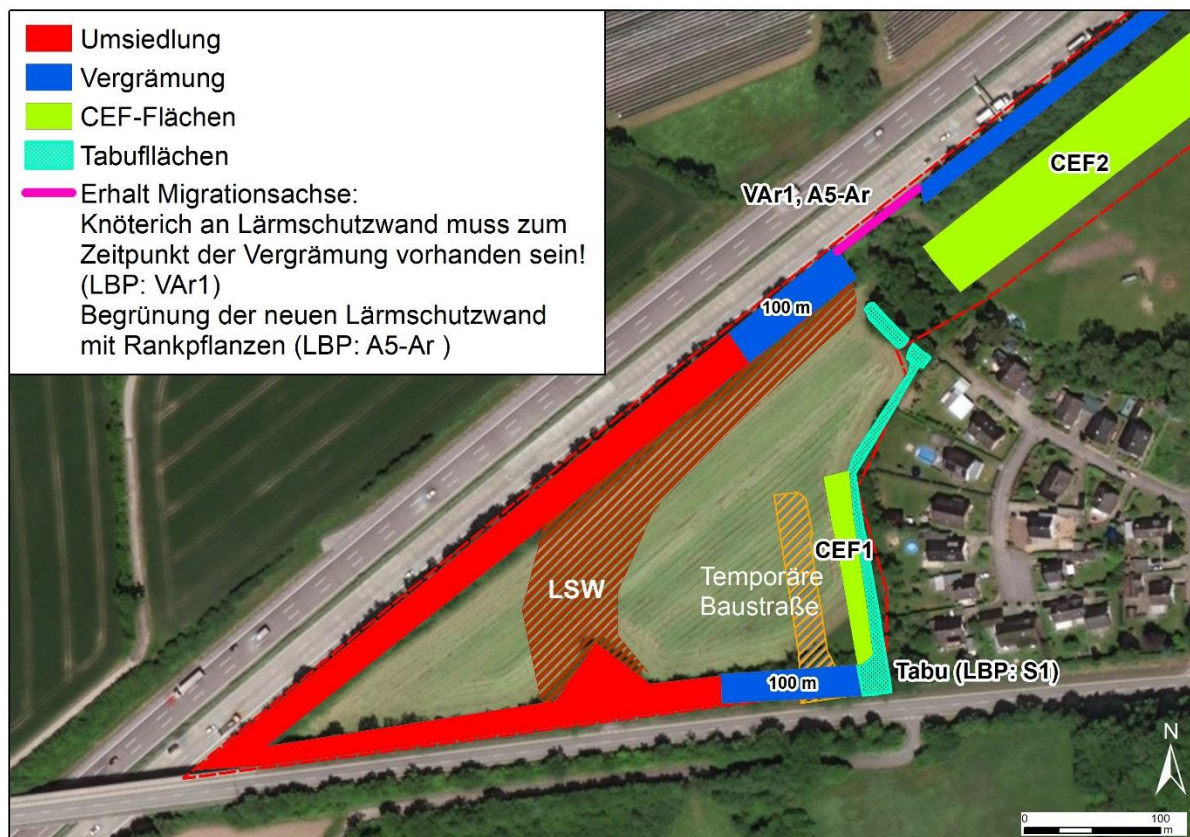 Umsiedlung
Vergrämung
CEF-Flächen
Tabufllächen
Erhalt Migrationsachse:
Knöterich an Lärmschutzwand muss zum
Zeitpunkt der Vergrämung vorhanden sein!
(LBP: VAr1)
Begrünung der neuen Lärmschutzwand
mit Rankpflanzen (LBP: A5-Ar )
CEF2
VAr1, A5-Ar
100 m
CEF1
Temporäre
Baustraße
LSW
100 m
Tabu (LBP: S1)
N
0 100
m